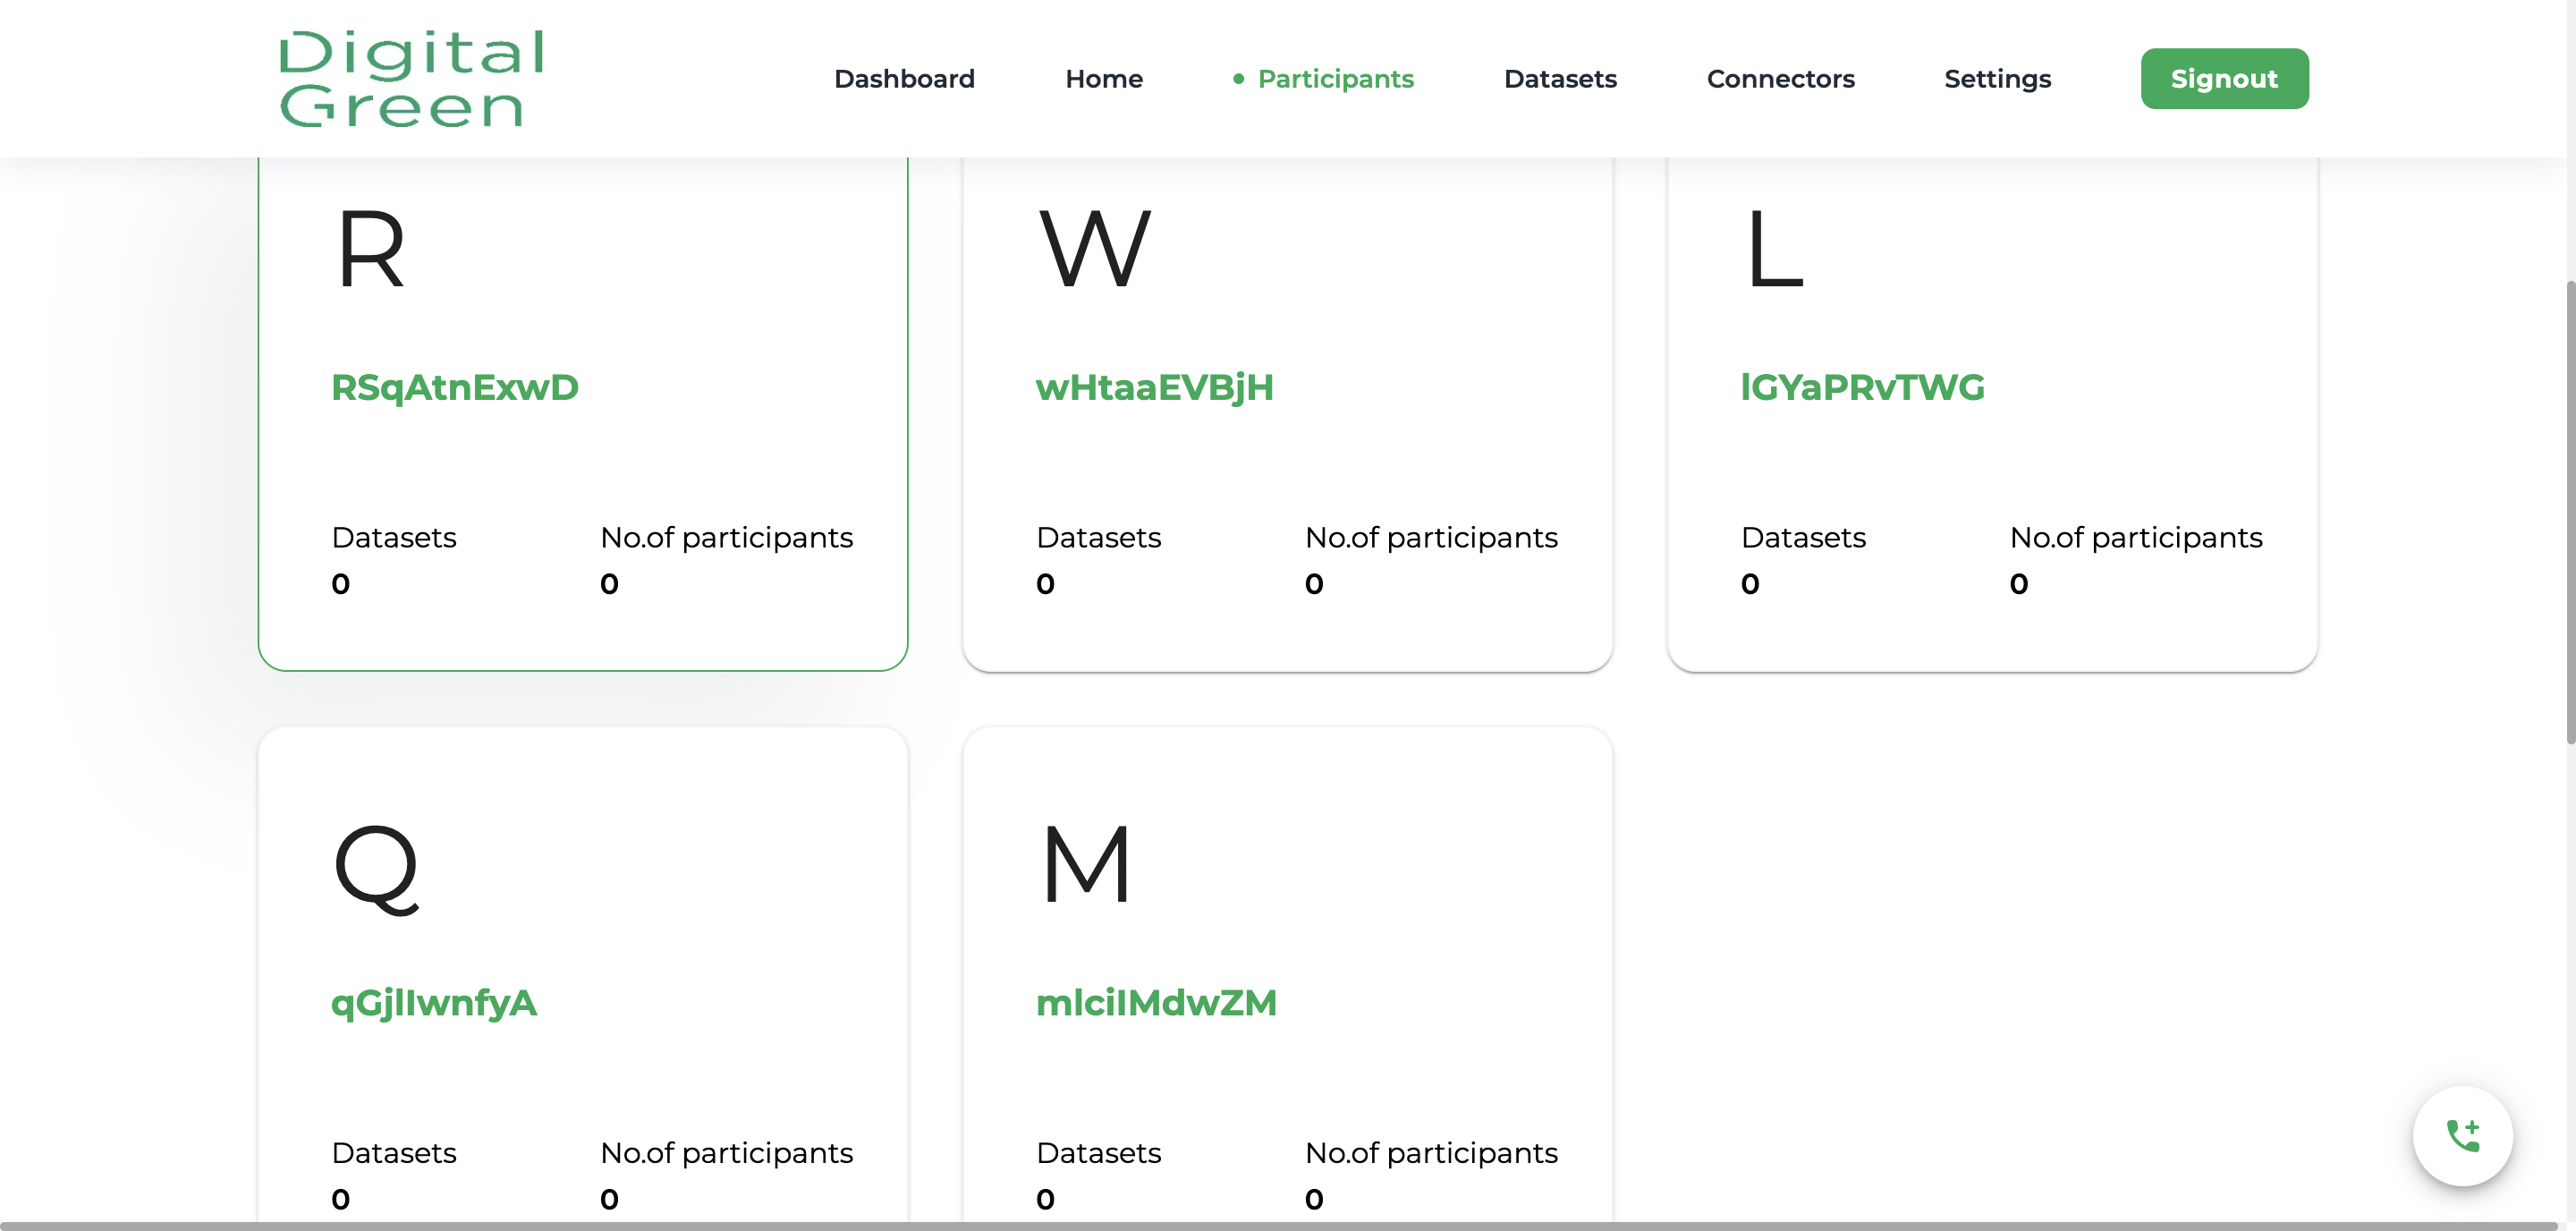 Digital
Green
Dashboard Home Participants Datasets Connectors Settings Signout
R W L
RSqAtnExwD wHtaaEVBjH lGYaPRvTWG
Datasets No.of participants Datasets No.of participants Datasets No.of participants
0 0 0 0 0 0
Q M
qGjlIwnfyA mlciIMdwZM
Datasets No.of participants Datasets No.of participants
0 0 0 0